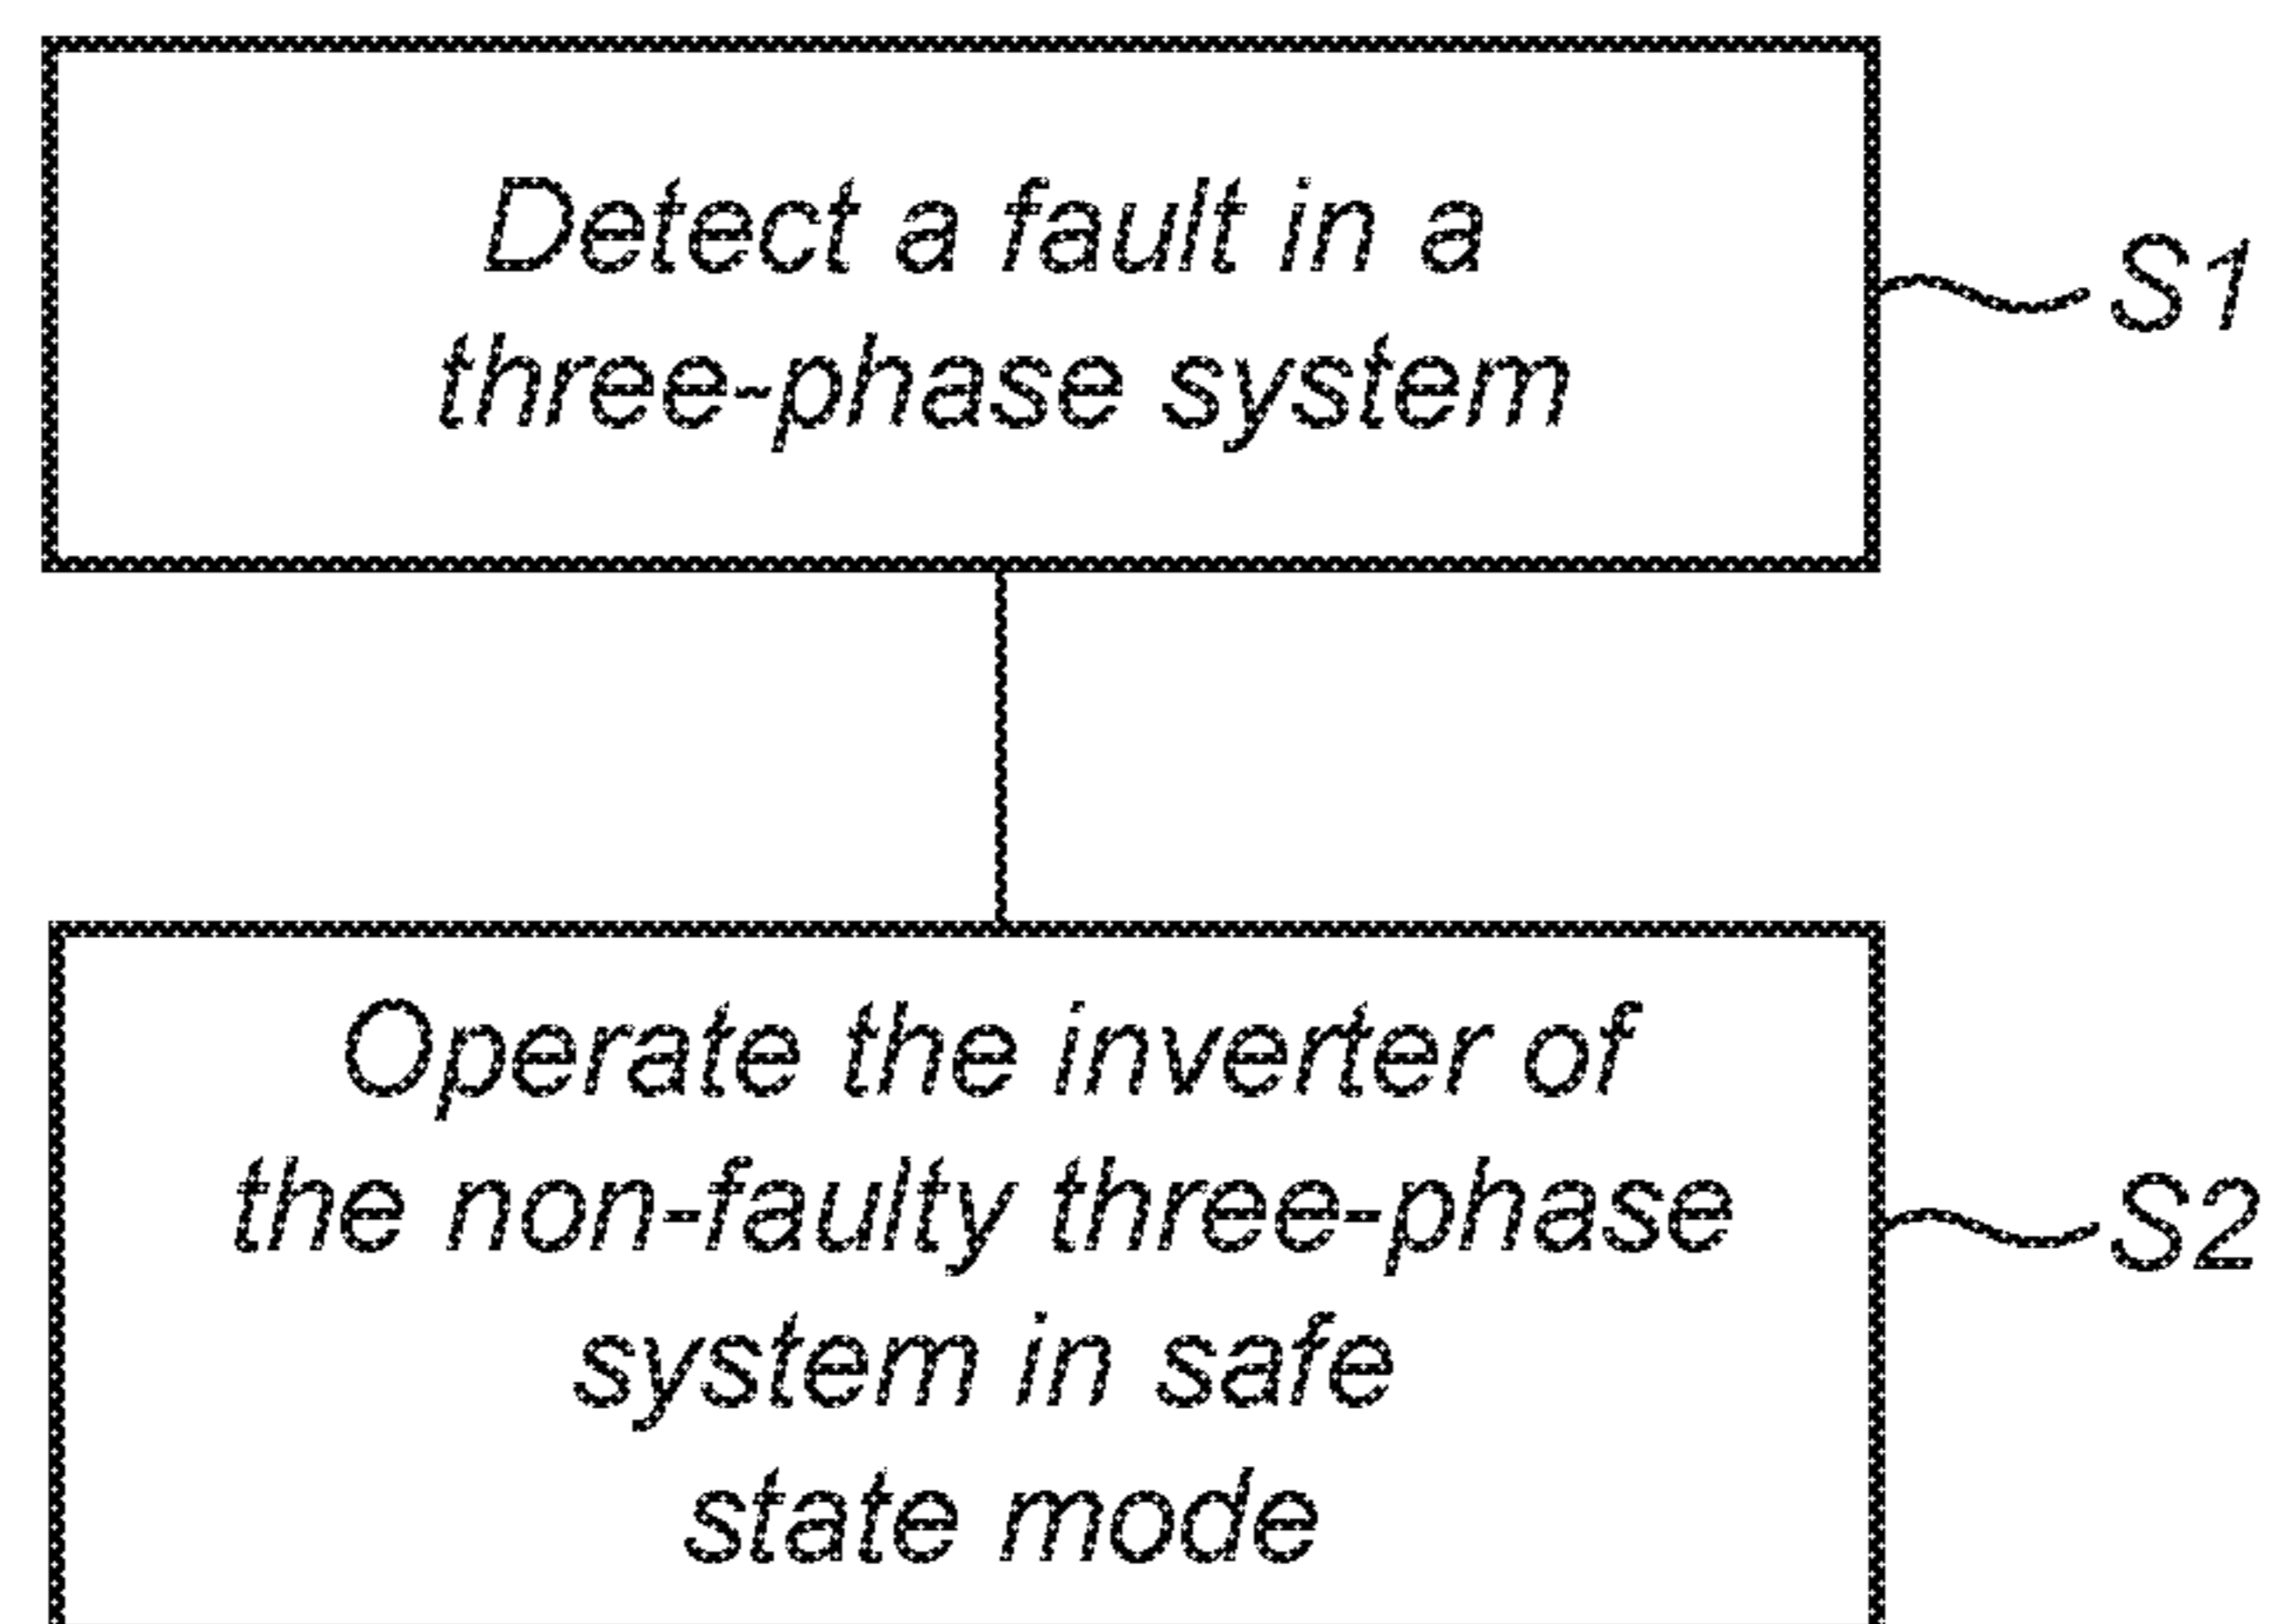 Detect a fault in a
three-phase system
S1
Operate the inverter of
the non-faulty three-phase
system in safe
state mode
S2